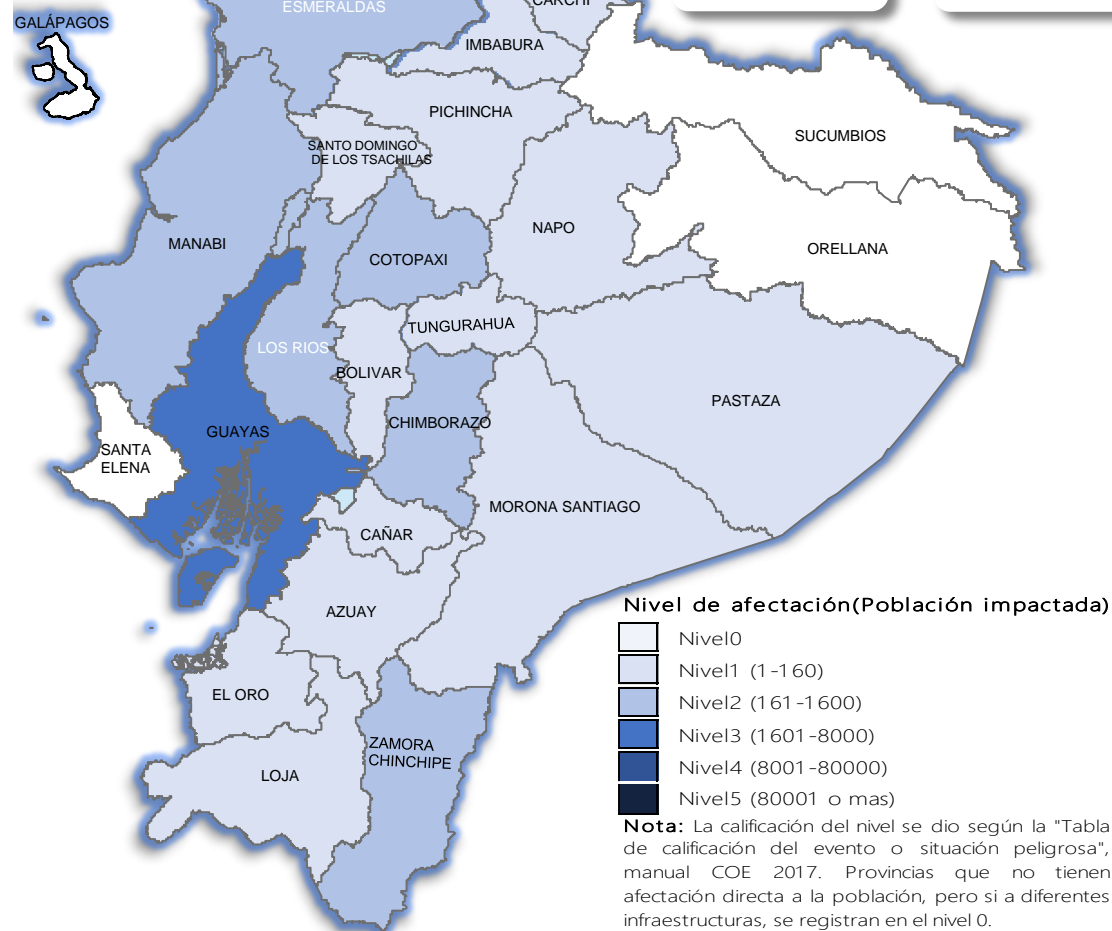 ESMERALDAS
CARCHI
GALÁPAGOS
IMBABURA
PICHINCHA
SUCUMBIOS
SANTO DOMINGO
DE LOS TSACHILAS
NAPO
MANABI
ORELLANA
COTOPAXI
TUNGURAHUA
LOS RIOS
BOLIVAR
PASTAZA
CHIMBORAZO
GUAYAS
SANTA
ELENA
MORONA SANTIAGO
CAÑAR
AZUAY
EL ORO
ZAMORA
CHINCHIPE
LOJA
Nivel de afectación(Población impactada)
Nivel0
Nivel1 (1-160)
Nivel2 (161-1600)
Nivel3 (1601-8000)
Nivel4 (8001-80000)
Nivel5 (80001 o mas)
Nota: La calificación del nivel se dio según la "Tabla
de calificación del evento o situación peligrosa",
manual COE 2017. Provincias que no tienen
afectación directa a la población, pero si a diferentes
infraestructuras, se registran en el nivel 0.